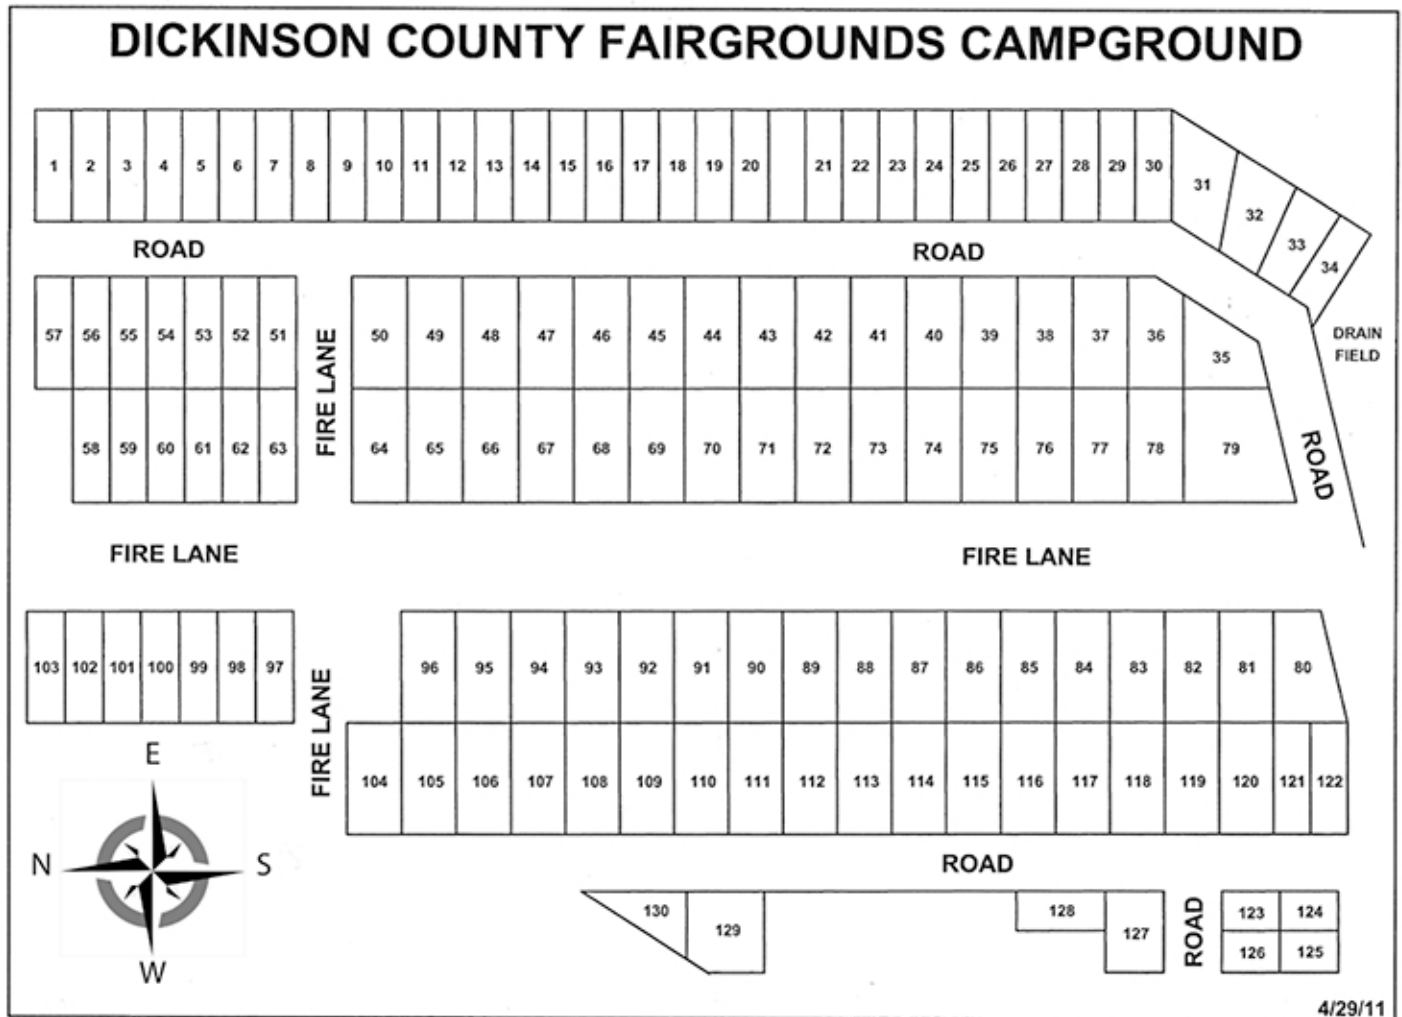 DICKINSON COUNTY FAIRGROUNDS CAMPGROUND
1 2 3 4 5 6 7 8 9 10 11 12 13 14 15 16 17 18 19 20 21 22 23 24 25 26 27 28 29 30 31 32 33 34
ROAD ROAD
DRAIN
FIELD
57 56 55 54 53 52 51 50 49 48 47 46 45 44 43 42 41 40 39 38 37 36 35
FIRE LANE
58 59 60 61 62 63 64 65 66 67 68 69 70 71 72 73 74 75 76 77 78 79
ROAD
FIRE LANE FIRE LANE
103 102 101 100 99 98 97 96 95 94 93 92 91 90 89 88 87 86 85 84 83 82 81 80
FIRE LANE
104 105 106 107 108 109 110 111 112 113 114 115 116 117 118 119 120 121 122
E
N S
W
ROAD
130 129 128 127
ROAD
123 124
126 125
4/29/11